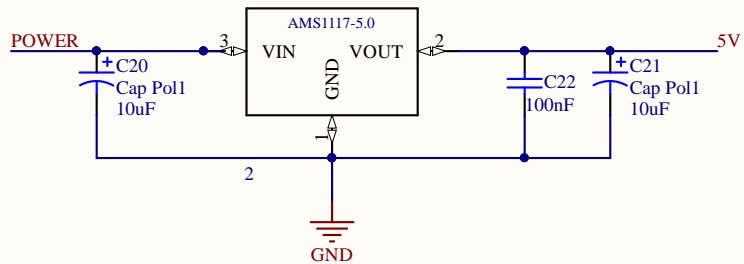 AMS1117-5.0
POWER
3
VIN
VOUT
2
5V
GND
1
C20
Cap Pol1
10uF
C22
100nF
C21
Cap Pol1
10uF
2
GND